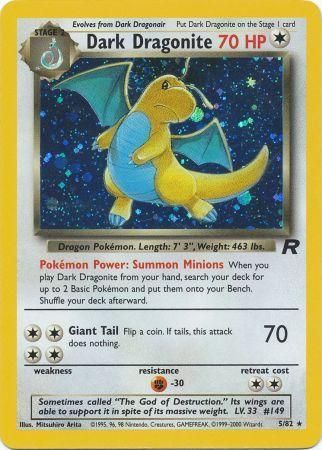 Evolves from Dark Dragonair Put Dark Dragonite on the Stage 1 card
STAGE 2
Dark Dragonite 70 HP
Dragon Pokémon. Length: 7' 3", Weight: 463 lbs.
R
Pokémon Power: Summon Minions When you
play Dark Dragonite from your hand, search your deck for
up to 2 Basic Pokémon and put them onto your Bench.
Shuffle your deck afterward.
Giant Tail Flip a coin. If tails, this attack
does nothing. 70
weakness resistance retreat cost
-30
Sometimes called "The God of Destruction." Its wings are
able to support it in spite of its massive weight. LV. 33 #149
Illus. Mitsuhiro Arita ©1995, 96, 98 Nintendo, Creatures, GAMEFREAK. ©1999-2000 Wizards. 5/82 ★